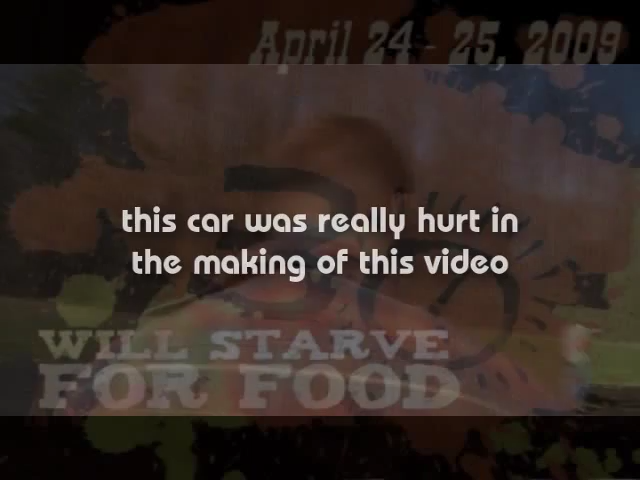 April 24 - 25, 2009
this car was really hurt in
the making of this video
30
WILL STARVE
FOR FOOD